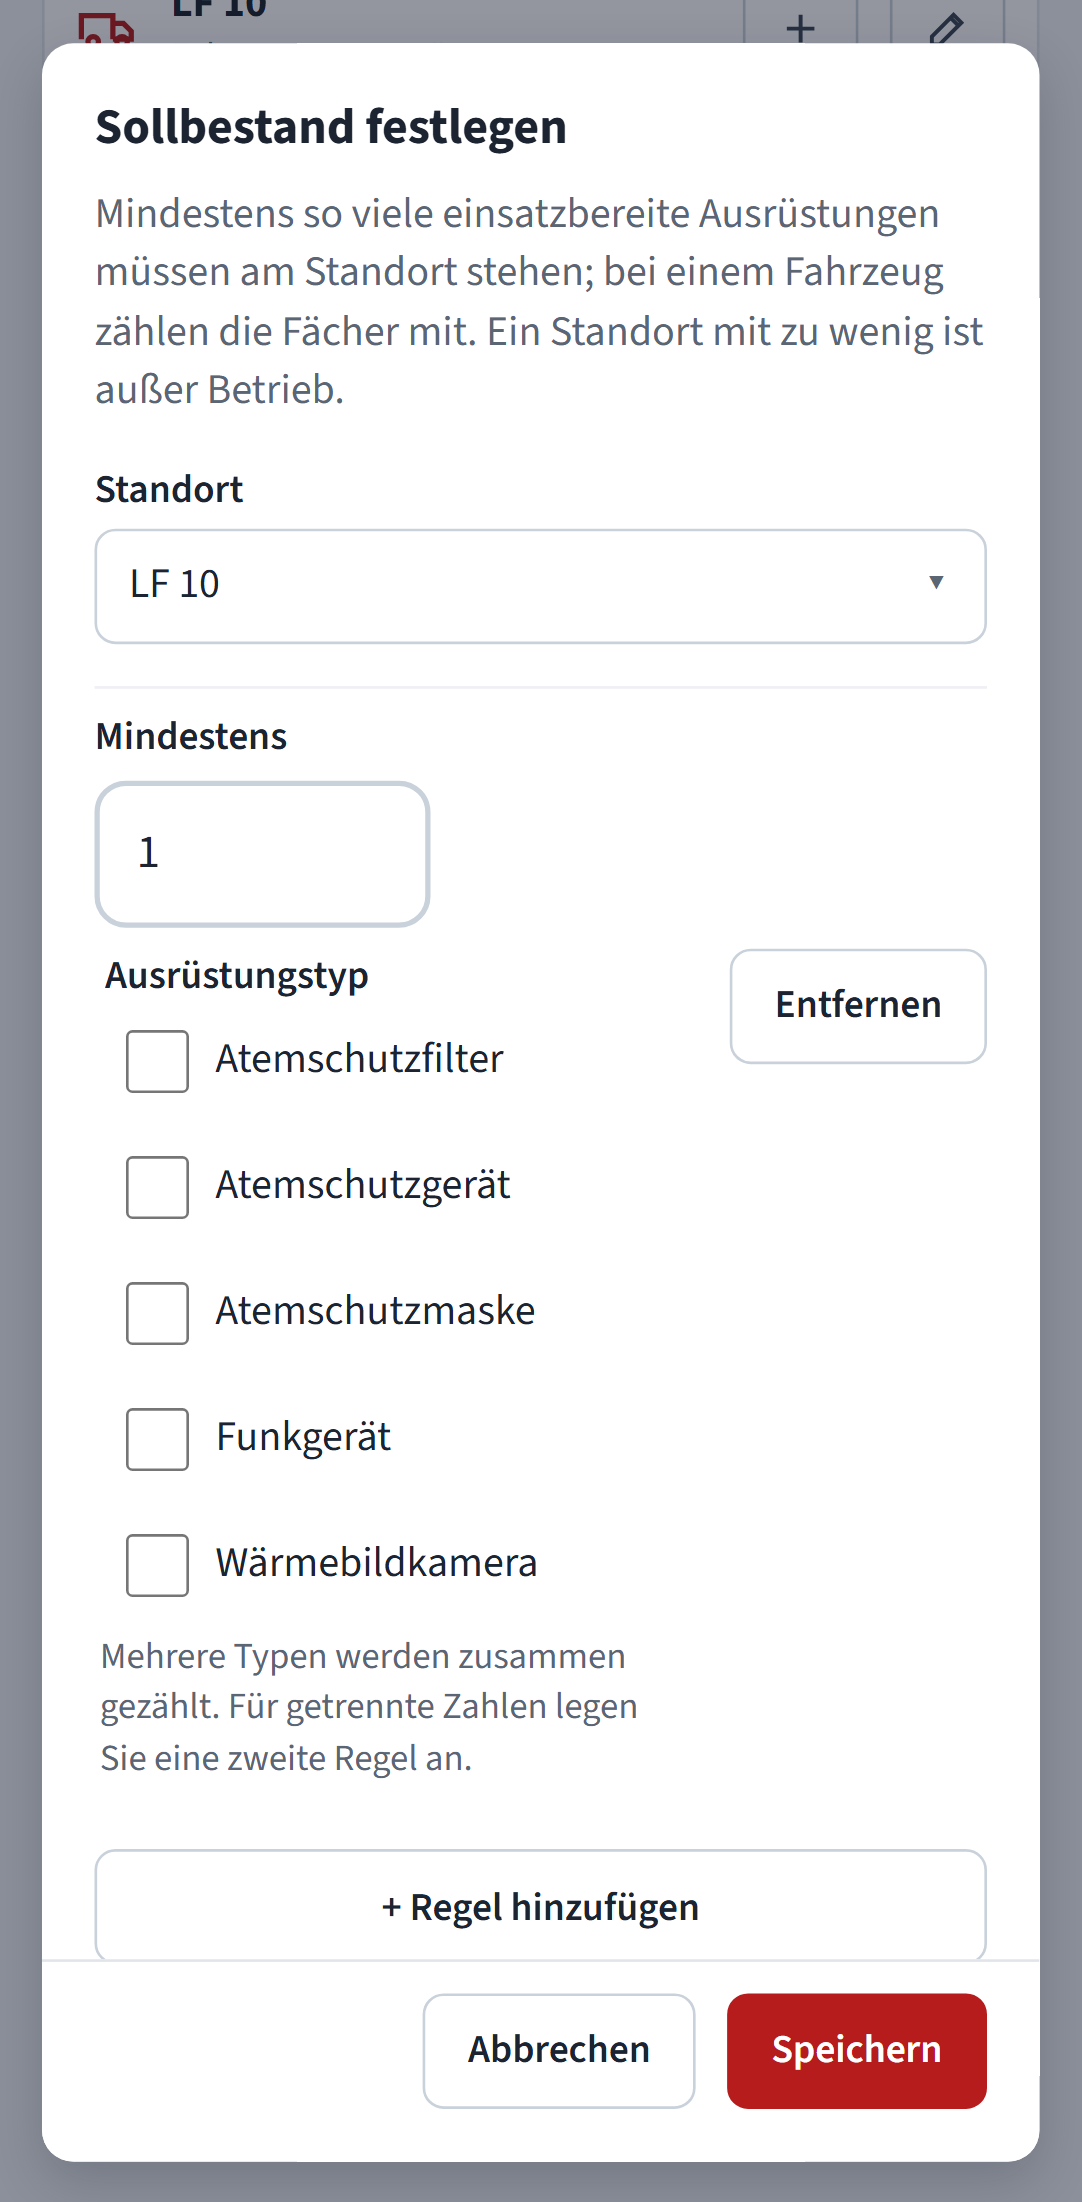 LF 10
Sollbestand festlegen
Mindestens so viele einsatzbereite Ausrüstungen
müssen am Standort stehen; bei einem Fahrzeug
zählen die Fächer mit. Ein Standort mit zu wenig ist
außer Betrieb.
Standort
LF 10
Mindestens
1
Ausrüstungstyp
Entfernen
Atemschutzfilter
Atemschutzgerät
Atemschutzmaske
Funkgerät
Wärmebildkamera
Mehrere Typen werden zusammen
gezählt. Für getrennte Zahlen legen
Sie eine zweite Regel an.
+ Regel hinzufügen
Abbrechen
Speichern